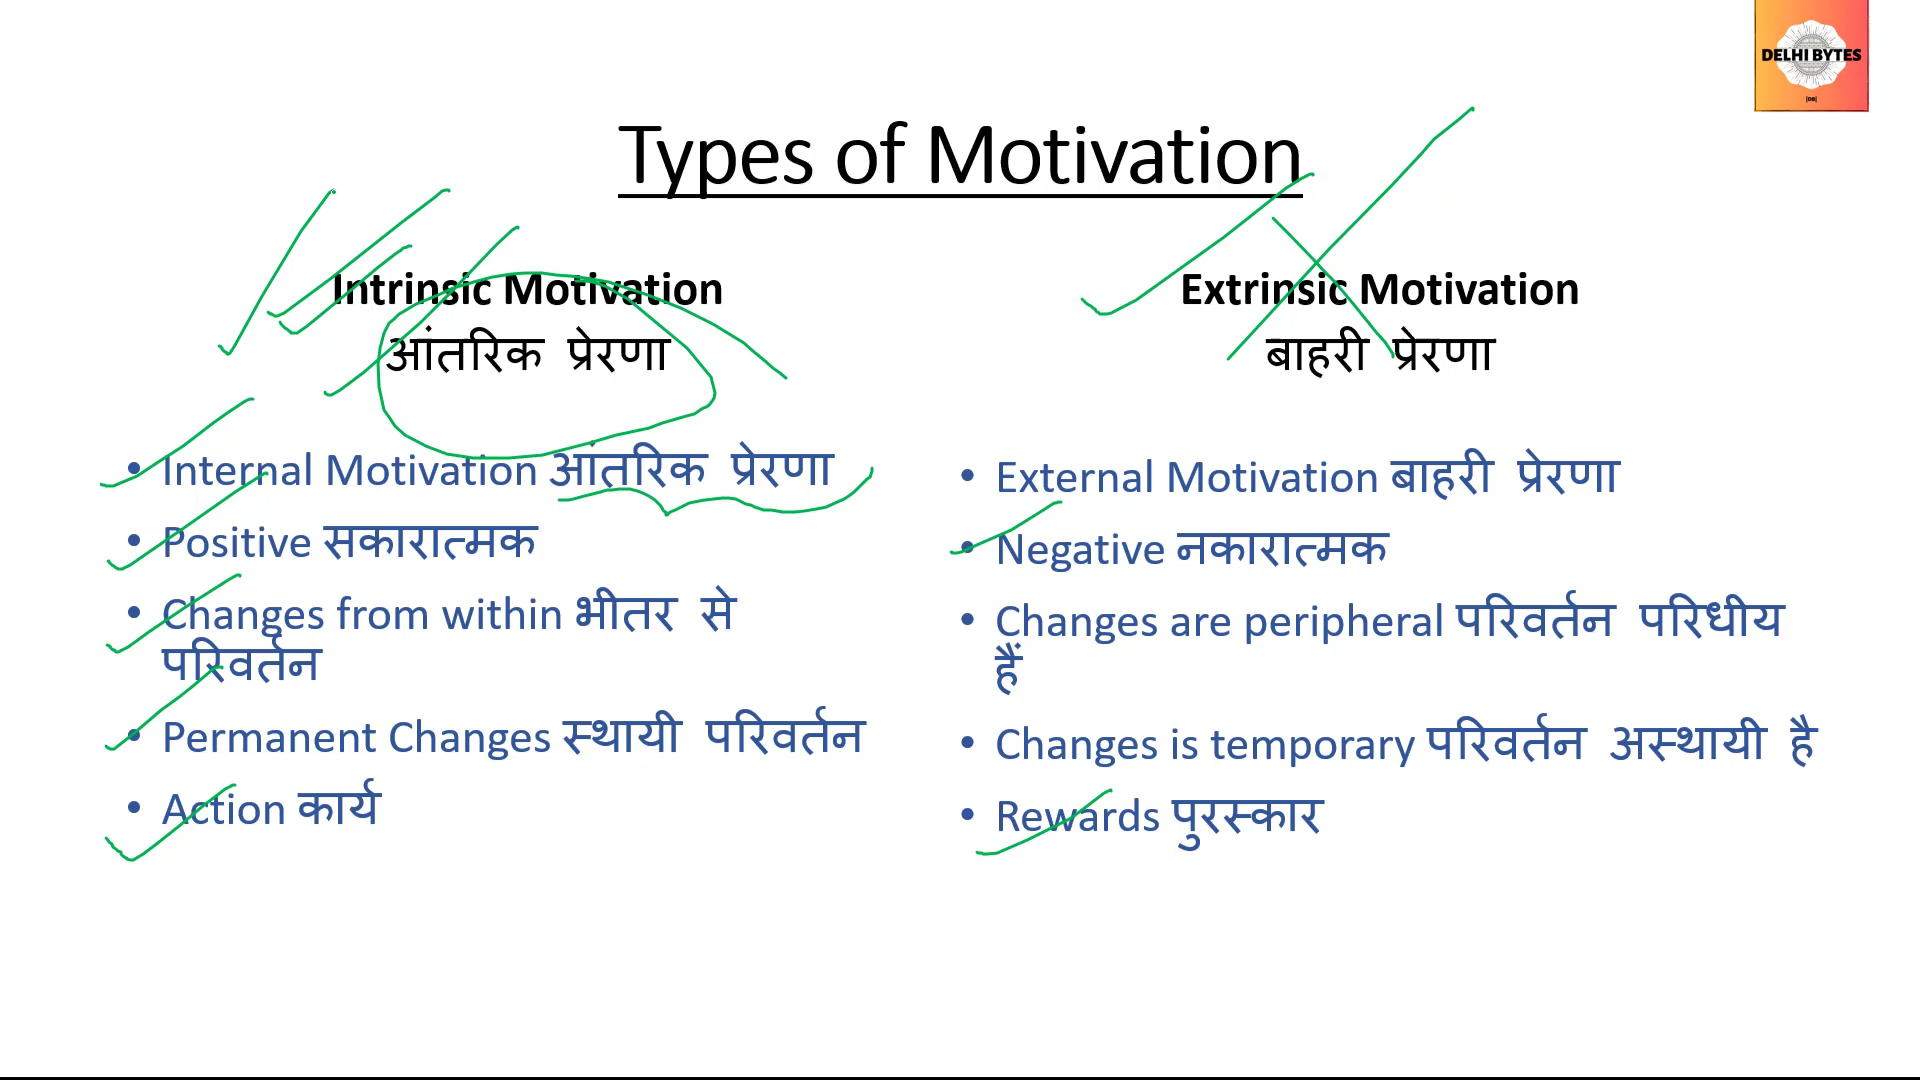 DELHI BYTES
|DB|
Types of Motivation
Intrinsic Motivation
आंतरिक प्रेरणा
Internal Motivation आंतरिक प्रेरणा
Positive सकारात्मक
Changes from within भीतर से
परिवर्तन
Permanent Changes स्थायी परिवर्तन
Action कार्य
Extrinsic Motivation
बाहरी प्रेरणा
External Motivation बाहरी प्रेरणा
Negative नकारात्मक
Changes are peripheral परिवर्तन परिधीय
हैं
Changes is temporary परिवर्तन अस्थायी है
Rewards पुरस्कार